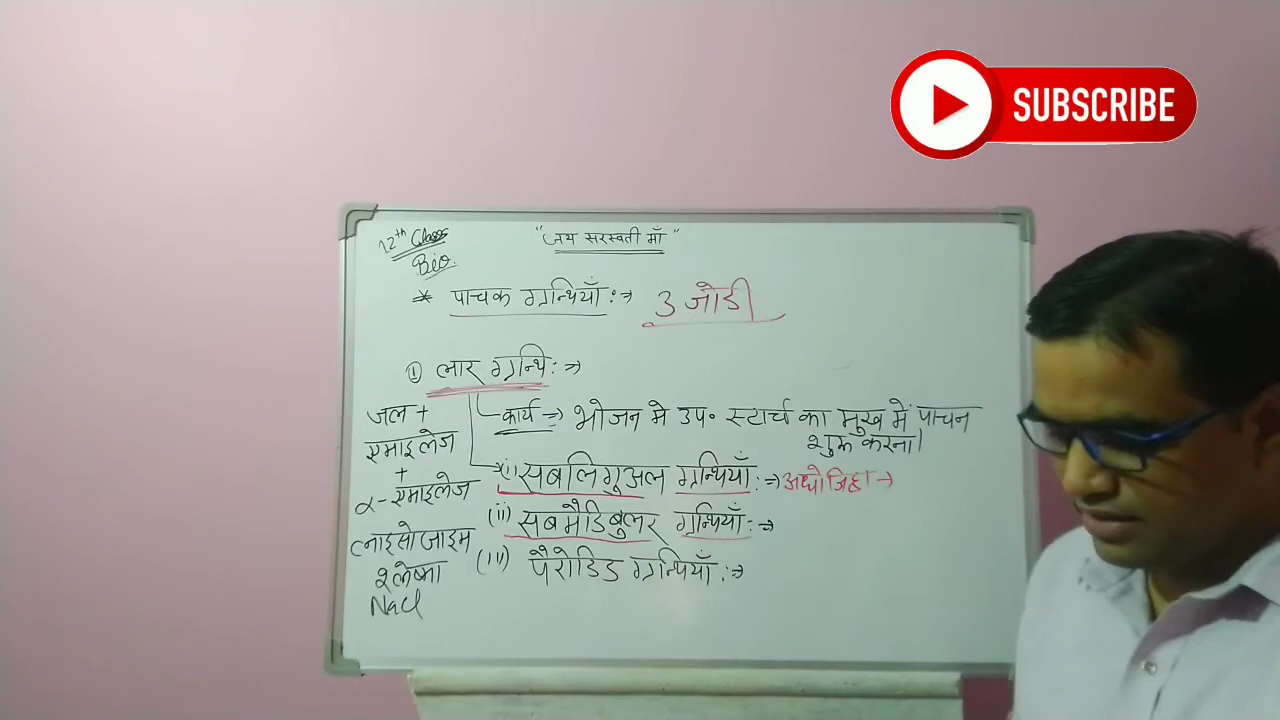 SUBSCRIBE
12th Class
Bio.
"जय सरस्वती माँ"
* पाचक ग्रन्थियाँ :→ 3 जोडी
① लार ग्रन्थि :⇒
कार्य ⇒ भोजन मे उप० स्टार्च का मुख में पाचन
शुरू करना।
(i) सबलिगुअल ग्रन्थियाँ :⇒ अधोजिह्वा →
(ii) सबमैडिबुलर ग्रन्थियाँ :⇒
(iii) पैरोडिड ग्रन्थियाँ :⇒
जल +
एमाइलेज
+
α-एमाइलेज
लाइसोजाइम
श्लेष्मा
NaCl